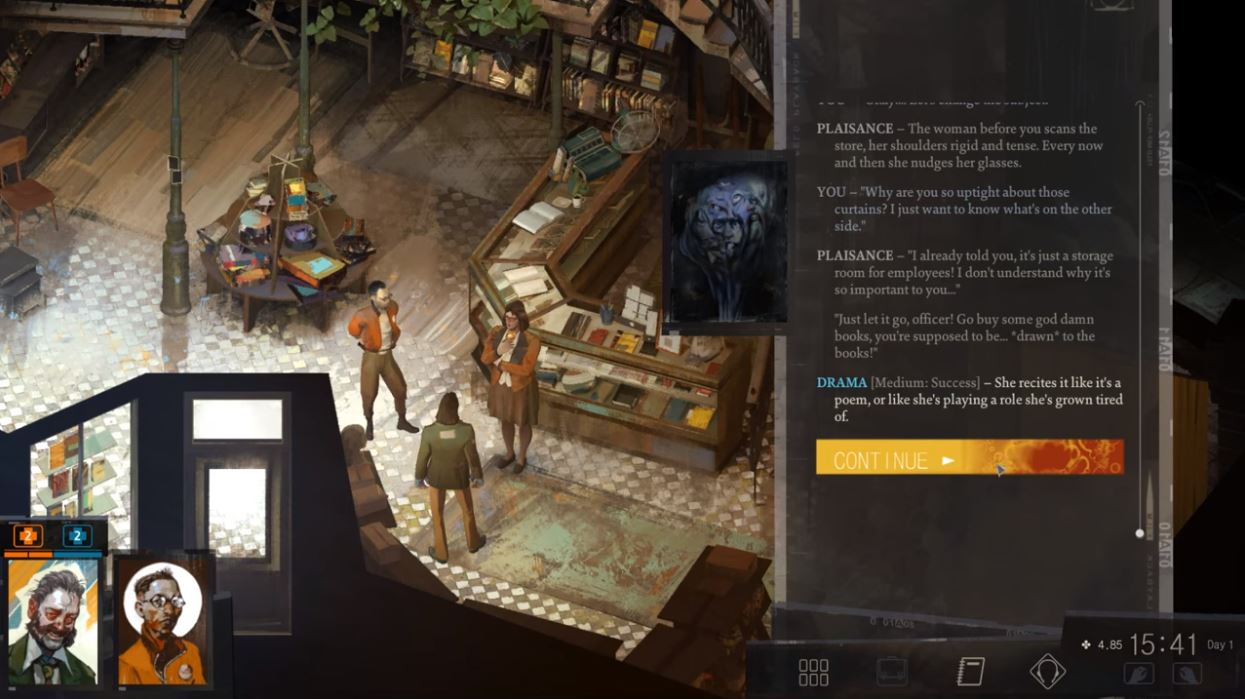 PLAISANCE – The woman before you scans the
store, her shoulders rigid and tense. Every now
and then she nudges her glasses.
YOU – "Why are you so uptight about those
curtains? I just want to know what's on the other
side."
PLAISANCE – "I already told you, it's just a storage
room for employees! I don't understand why it's
so important to you..."
"Just let it go, officer! Go buy some god damn
books, you're supposed to be... *drawn* to the
books!"
DRAMA [Medium: Success] – She recites it like it's a
poem, or like she's playing a role she's grown tired
of.
CONTINUE
2 2
4.85 15:41 Day 1